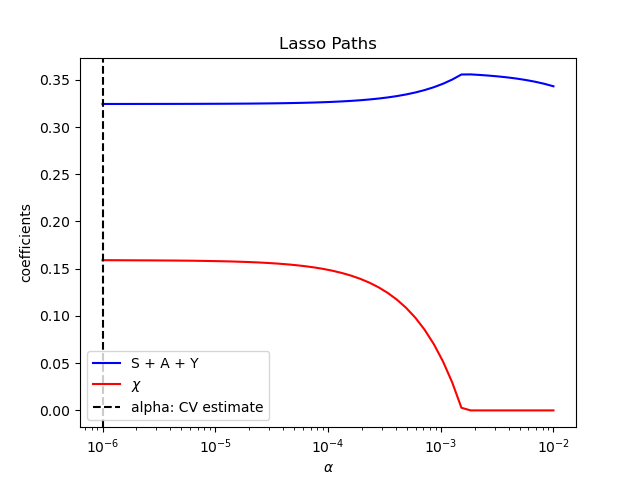 Lasso Paths
coefficients
0.35
0.30
0.25
0.20
0.15
0.10
0.05
0.00
S + A + Y
χ
alpha: CV estimate
10⁻⁶ 10⁻⁵ 10⁻⁴ 10⁻³ 10⁻²
α